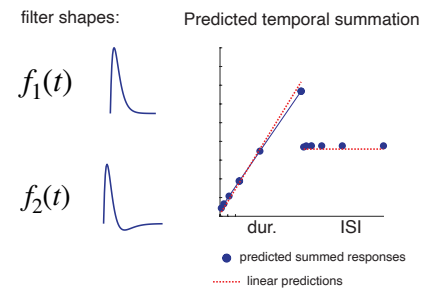 filter shapes:
Predicted temporal summation
f₁(t)
f₂(t)
dur. ISI
predicted summed responses
linear predictions